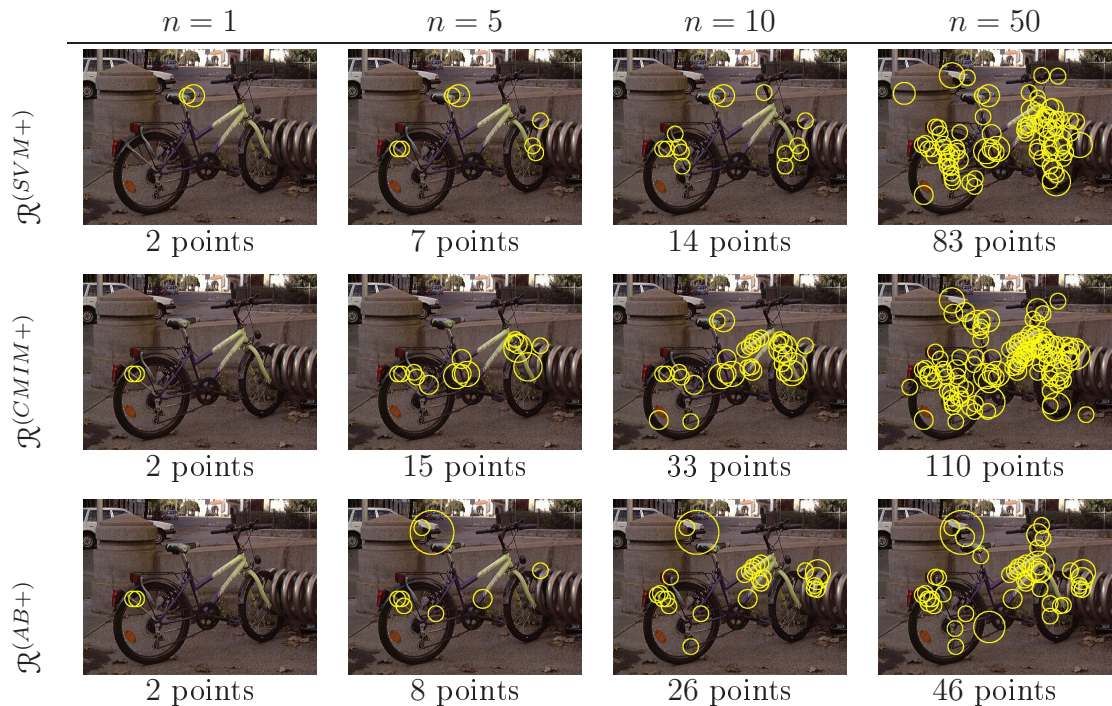 n = 1 n = 5 n = 10 n = 50
ℛ^(SVM+)
2 points 7 points 14 points 83 points
ℛ^(CMIM+)
2 points 15 points 33 points 110 points
ℛ^(AB+)
2 points 8 points 26 points 46 points